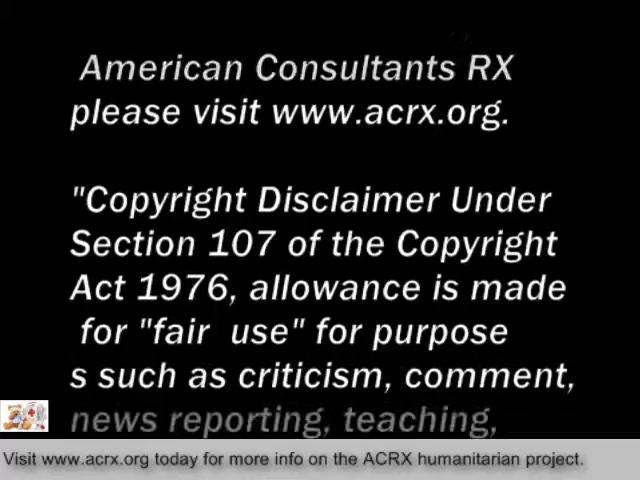 American Consultants RX
please visit www.acrx.org.
"Copyright Disclaimer Under
Section 107 of the Copyright
Act 1976, allowance is made
for "fair  use" for purpose
s such as criticism, comment,
news reporting, teaching,
Visit www.acrx.org today for more info on the ACRX humanitarian project.